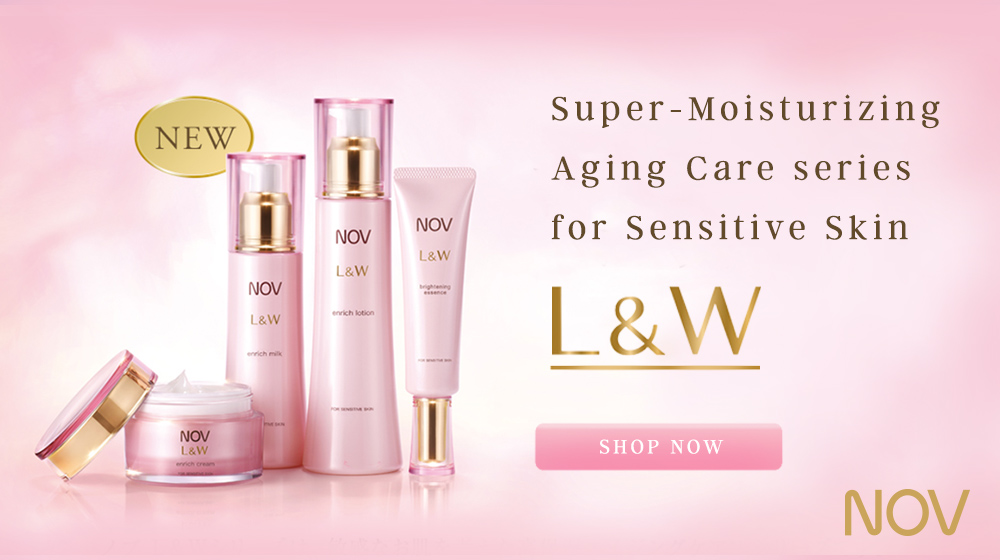 NEW
NOV
L&W
enrich milk
NOV
L&W
enrich lotion
FOR SENSITIVE SKIN
NOV
L&W
brightening
essence
FOR SENSITIVE SKIN
NOV
L&W
enrich cream
Super-Moisturizing
Aging Care series
for Sensitive Skin
L&W
SHOP NOW
NOV